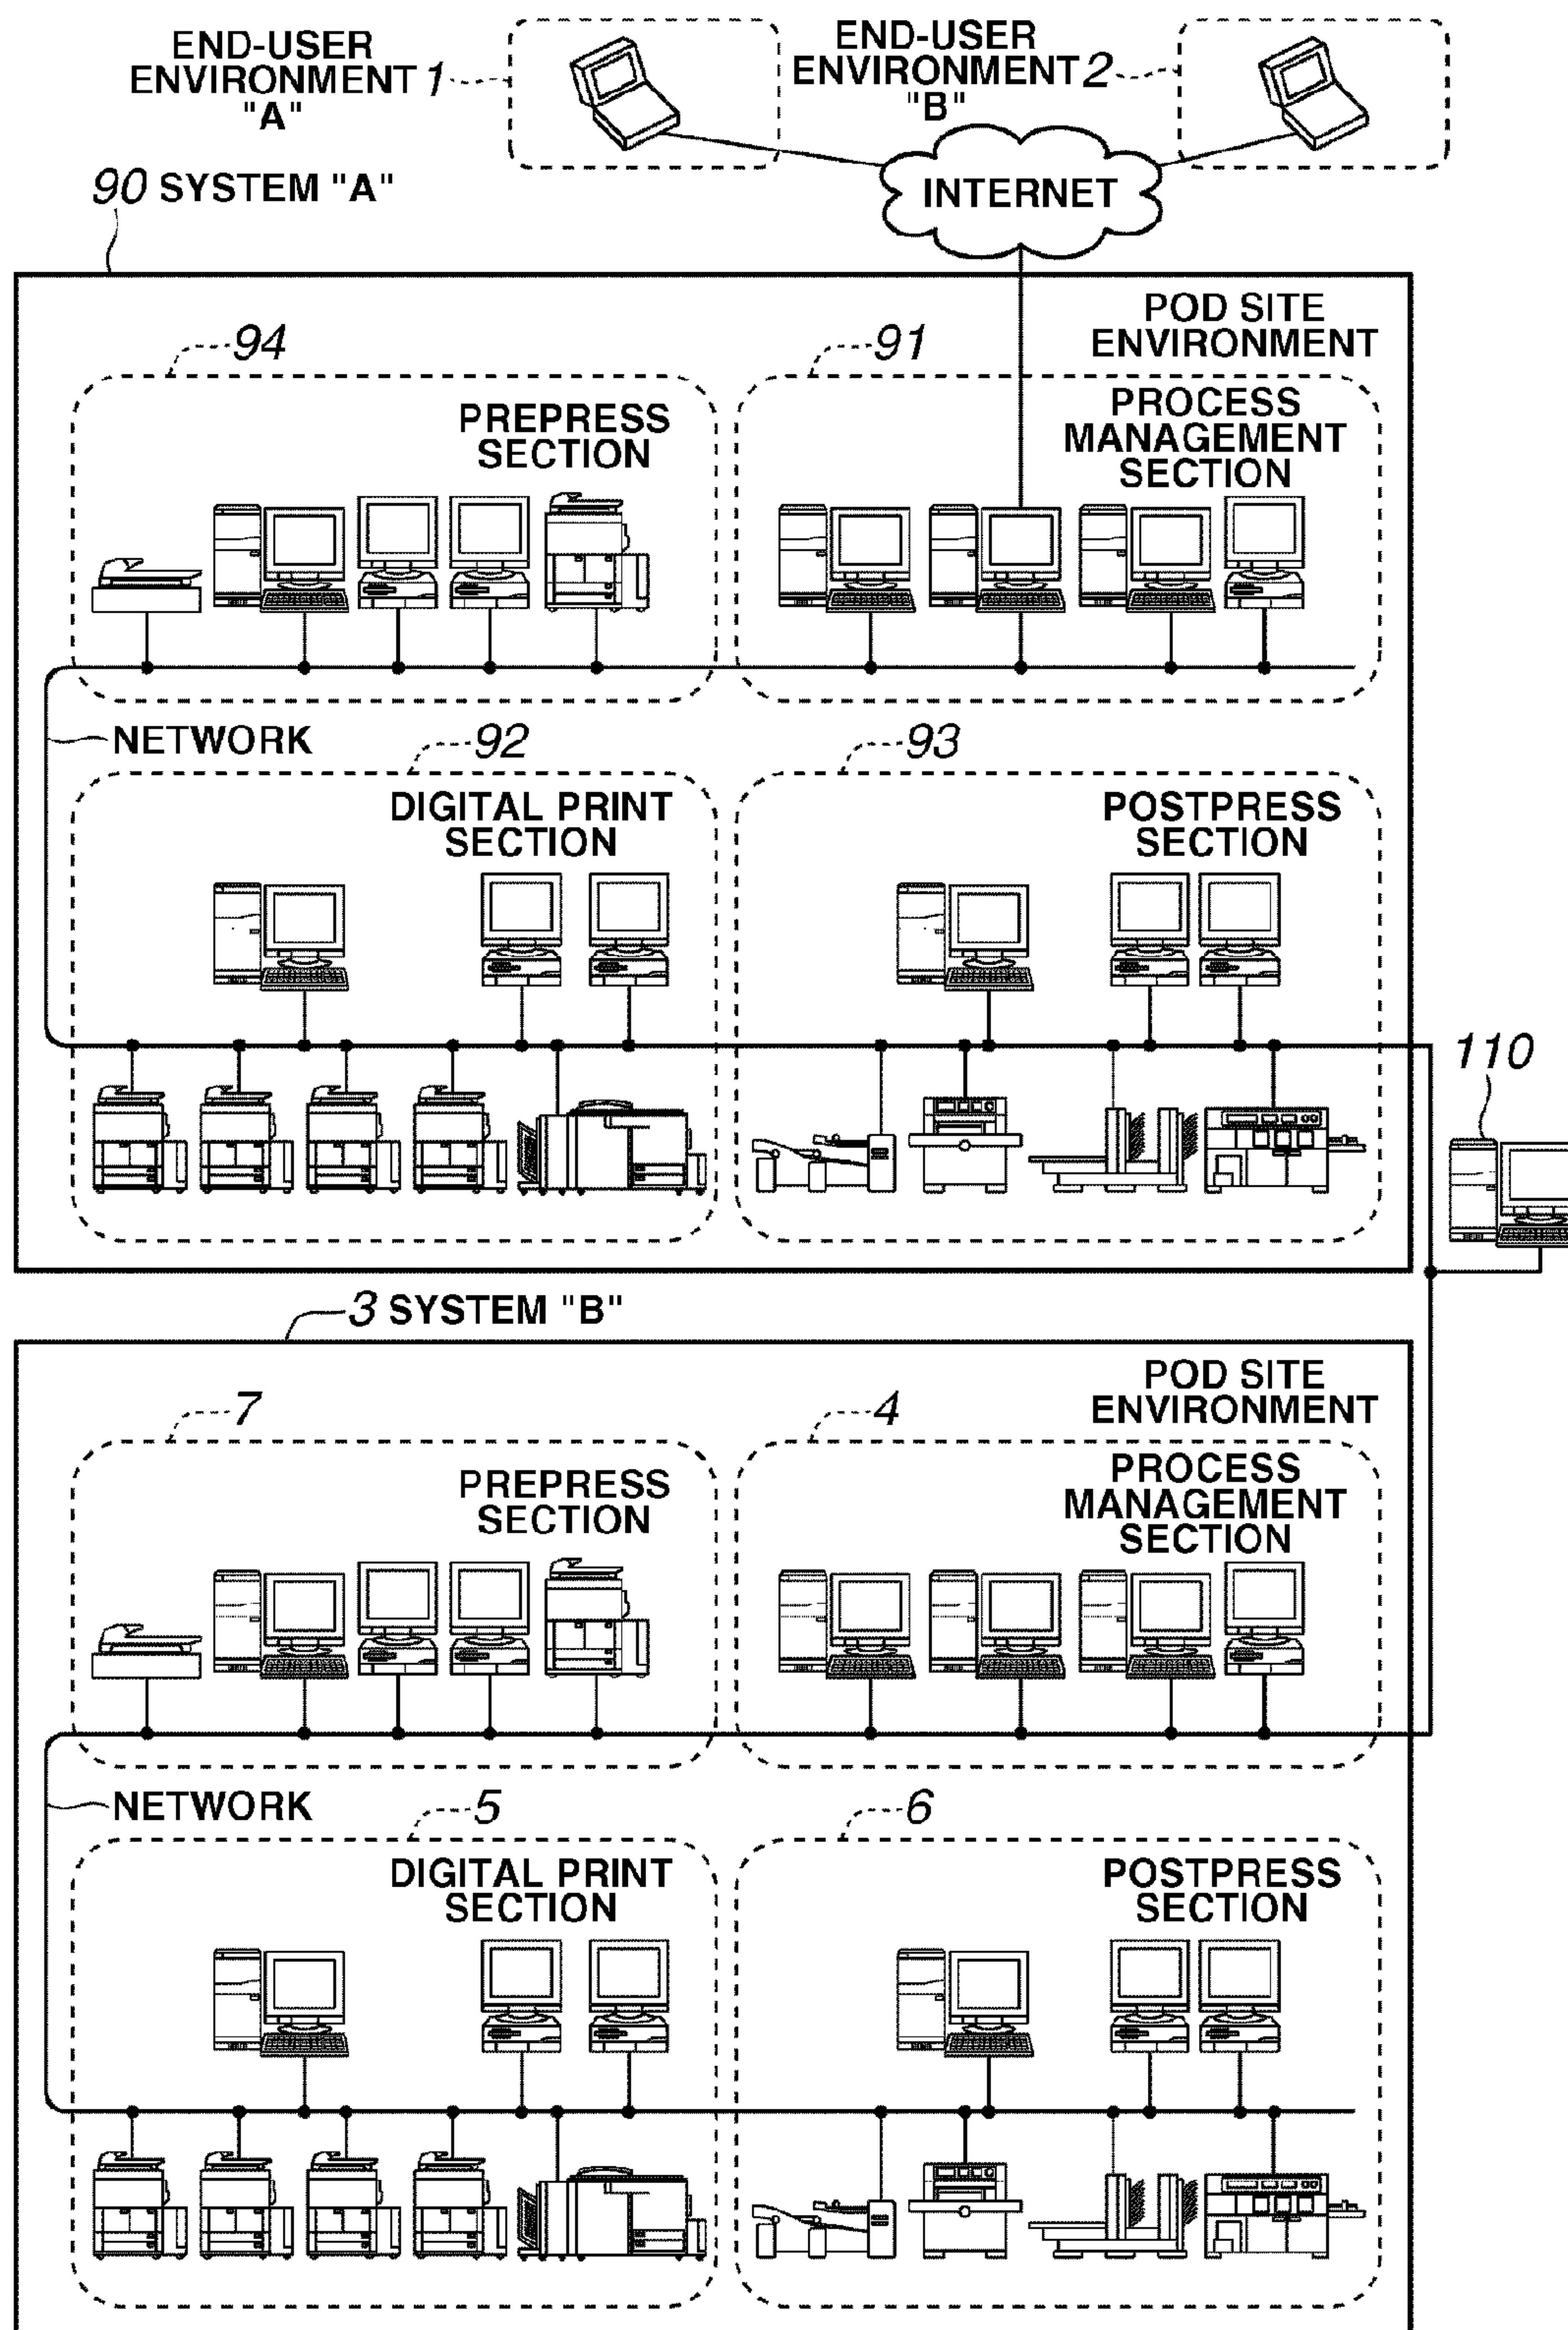 END-USER
ENVIRONMENT 1
"A"
END-USER
ENVIRONMENT 2
"B"
INTERNET
90 SYSTEM "A"
POD SITE
ENVIRONMENT
94
PREPRESS
SECTION
91
PROCESS
MANAGEMENT
SECTION
NETWORK
92
DIGITAL PRINT
SECTION
93
POSTPRESS
SECTION
110
3 SYSTEM "B"
POD SITE
ENVIRONMENT
7
PREPRESS
SECTION
4
PROCESS
MANAGEMENT
SECTION
NETWORK
5
DIGITAL PRINT
SECTION
6
POSTPRESS
SECTION